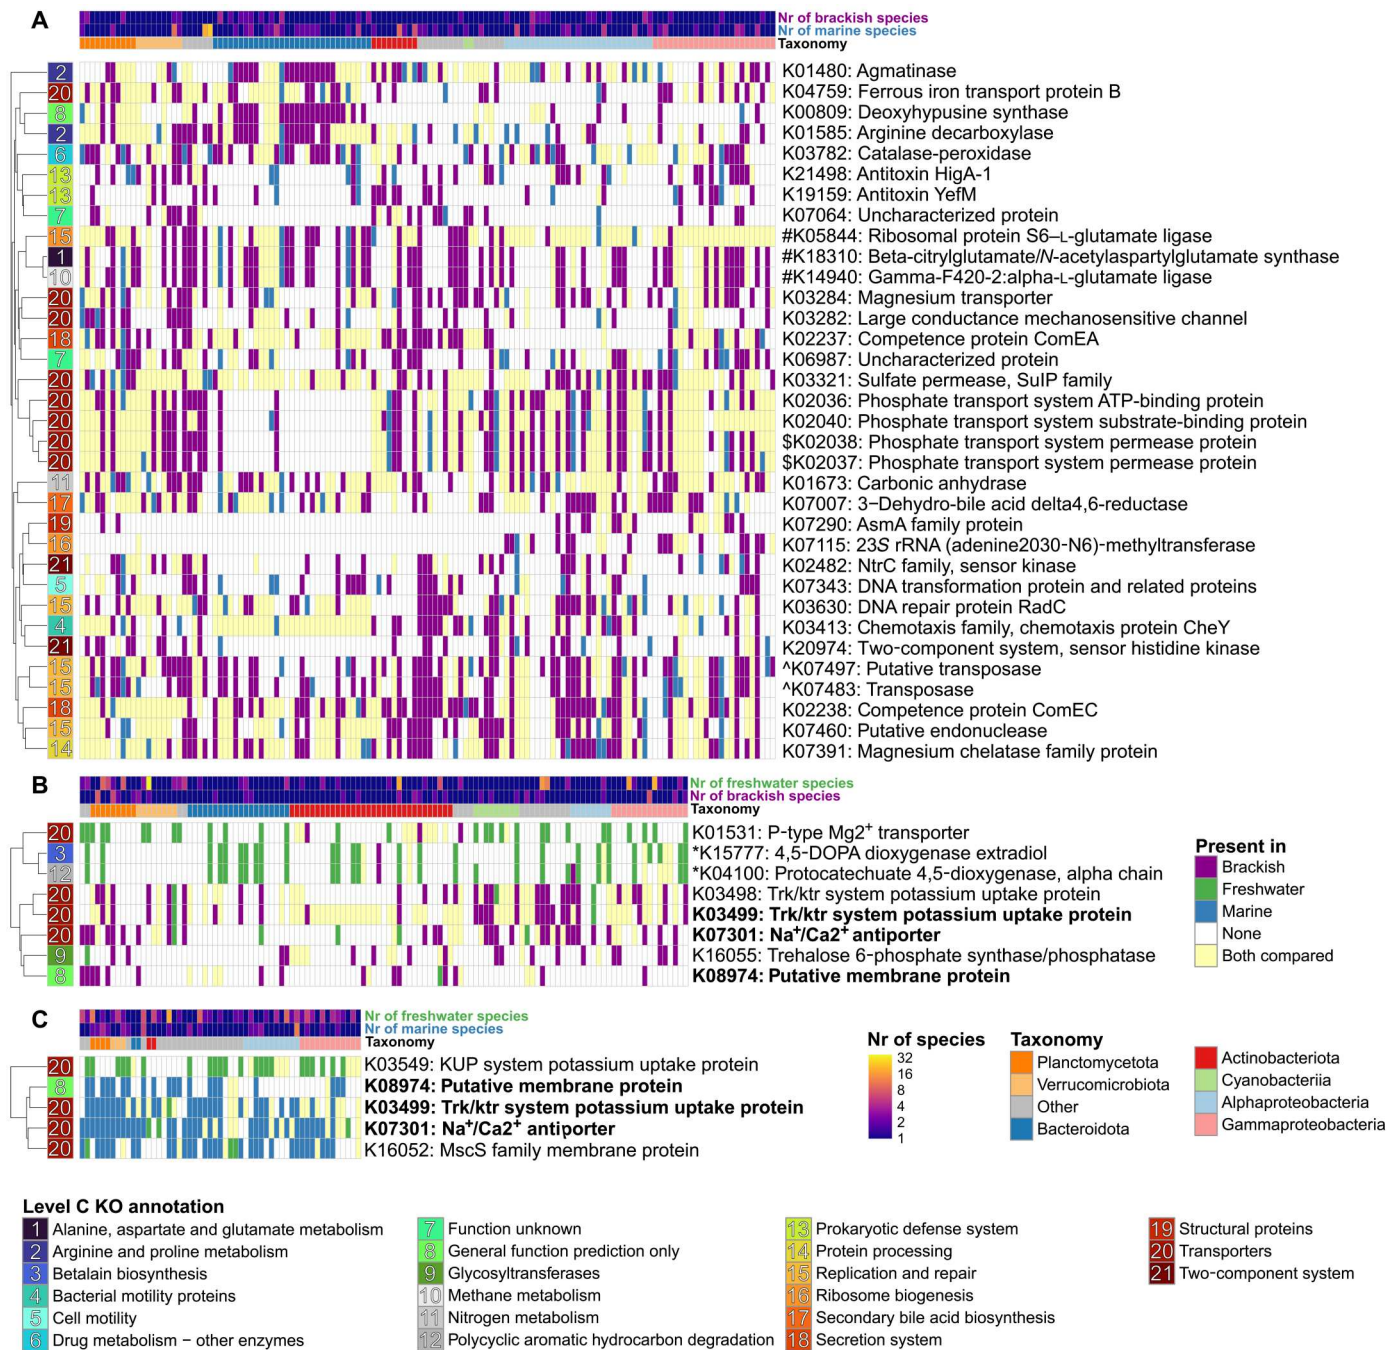 A
Nr of brackish species
Nr of marine species
Taxonomy
2 K01480: Agmatinase
20 K04759: Ferrous iron transport protein B
8 K00809: Deoxyhypusine synthase
2 K01585: Arginine decarboxylase
6 K03782: Catalase-peroxidase
13 K21498: Antitoxin HigA-1
13 K19159: Antitoxin YefM
7 K07064: Uncharacterized protein
15 #K05844: Ribosomal protein S6–L-glutamate ligase
1 #K18310: Beta-citrylglutamate/N-acetylaspartylglutamate synthase
10 #K14940: Gamma-F420-2:alpha-L-glutamate ligase
20 K03284: Magnesium transporter
20 K03282: Large conductance mechanosensitive channel
18 K02237: Competence protein ComEA
7 K06987: Uncharacterized protein
20 K03321: Sulfate permease, SulP family
20 K02036: Phosphate transport system ATP-binding protein
20 K02040: Phosphate transport system substrate-binding protein
20 $K02038: Phosphate transport system permease protein
20 $K02037: Phosphate transport system permease protein
11 K01673: Carbonic anhydrase
17 K07007: 3−Dehydro-bile acid delta4,6-reductase
19 K07290: AsmA family protein
16 K07115: 23S rRNA (adenine2030-N6)-methyltransferase
21 K02482: NtrC family, sensor kinase
5 K07343: DNA transformation protein and related proteins
15 K03630: DNA repair protein RadC
4 K03413: Chemotaxis family, chemotaxis protein CheY
21 K20974: Two-component system, sensor histidine kinase
15 ^K07497: Putative transposase
15 ^K07483: Transposase
18 K02238: Competence protein ComEC
15 K07460: Putative endonuclease
14 K07391: Magnesium chelatase family protein
B
Nr of freshwater species
Nr of brackish species
Taxonomy
20 K01531: P-type Mg2⁺ transporter
3 *K15777: 4,5-DOPA dioxygenase extradiol
12 *K04100: Protocatechuate 4,5-dioxygenase, alpha chain
20 K03498: Trk/ktr system potassium uptake protein
20 K03499: Trk/ktr system potassium uptake protein
20 K07301: Na⁺/Ca2⁺ antiporter
9 K16055: Trehalose 6-phosphate synthase/phosphatase
8 K08974: Putative membrane protein
Present in
Brackish
Freshwater
Marine
None
Both compared
C
Nr of freshwater species
Nr of marine species
Taxonomy
20 K03549: KUP system potassium uptake protein
8 K08974: Putative membrane protein
20 K03499: Trk/ktr system potassium uptake protein
20 K07301: Na⁺/Ca2⁺ antiporter
20 K16052: MscS family membrane protein
Nr of species
32
16
8
4
2
1
Taxonomy
Planctomycetota
Verrucomicrobiota
Other
Bacteroidota
Actinobacteriota
Cyanobacteriia
Alphaproteobacteria
Gammaproteobacteria
Level C KO annotation
1 Alanine, aspartate and glutamate metabolism
2 Arginine and proline metabolism
3 Betalain biosynthesis
4 Bacterial motility proteins
5 Cell motility
6 Drug metabolism − other enzymes
7 Function unknown
8 General function prediction only
9 Glycosyltransferases
10 Methane metabolism
11 Nitrogen metabolism
12 Polycyclic aromatic hydrocarbon degradation
13 Prokaryotic defense system
14 Protein processing
15 Replication and repair
16 Ribosome biogenesis
17 Secondary bile acid biosynthesis
18 Secretion system
19 Structural proteins
20 Transporters
21 Two-component system